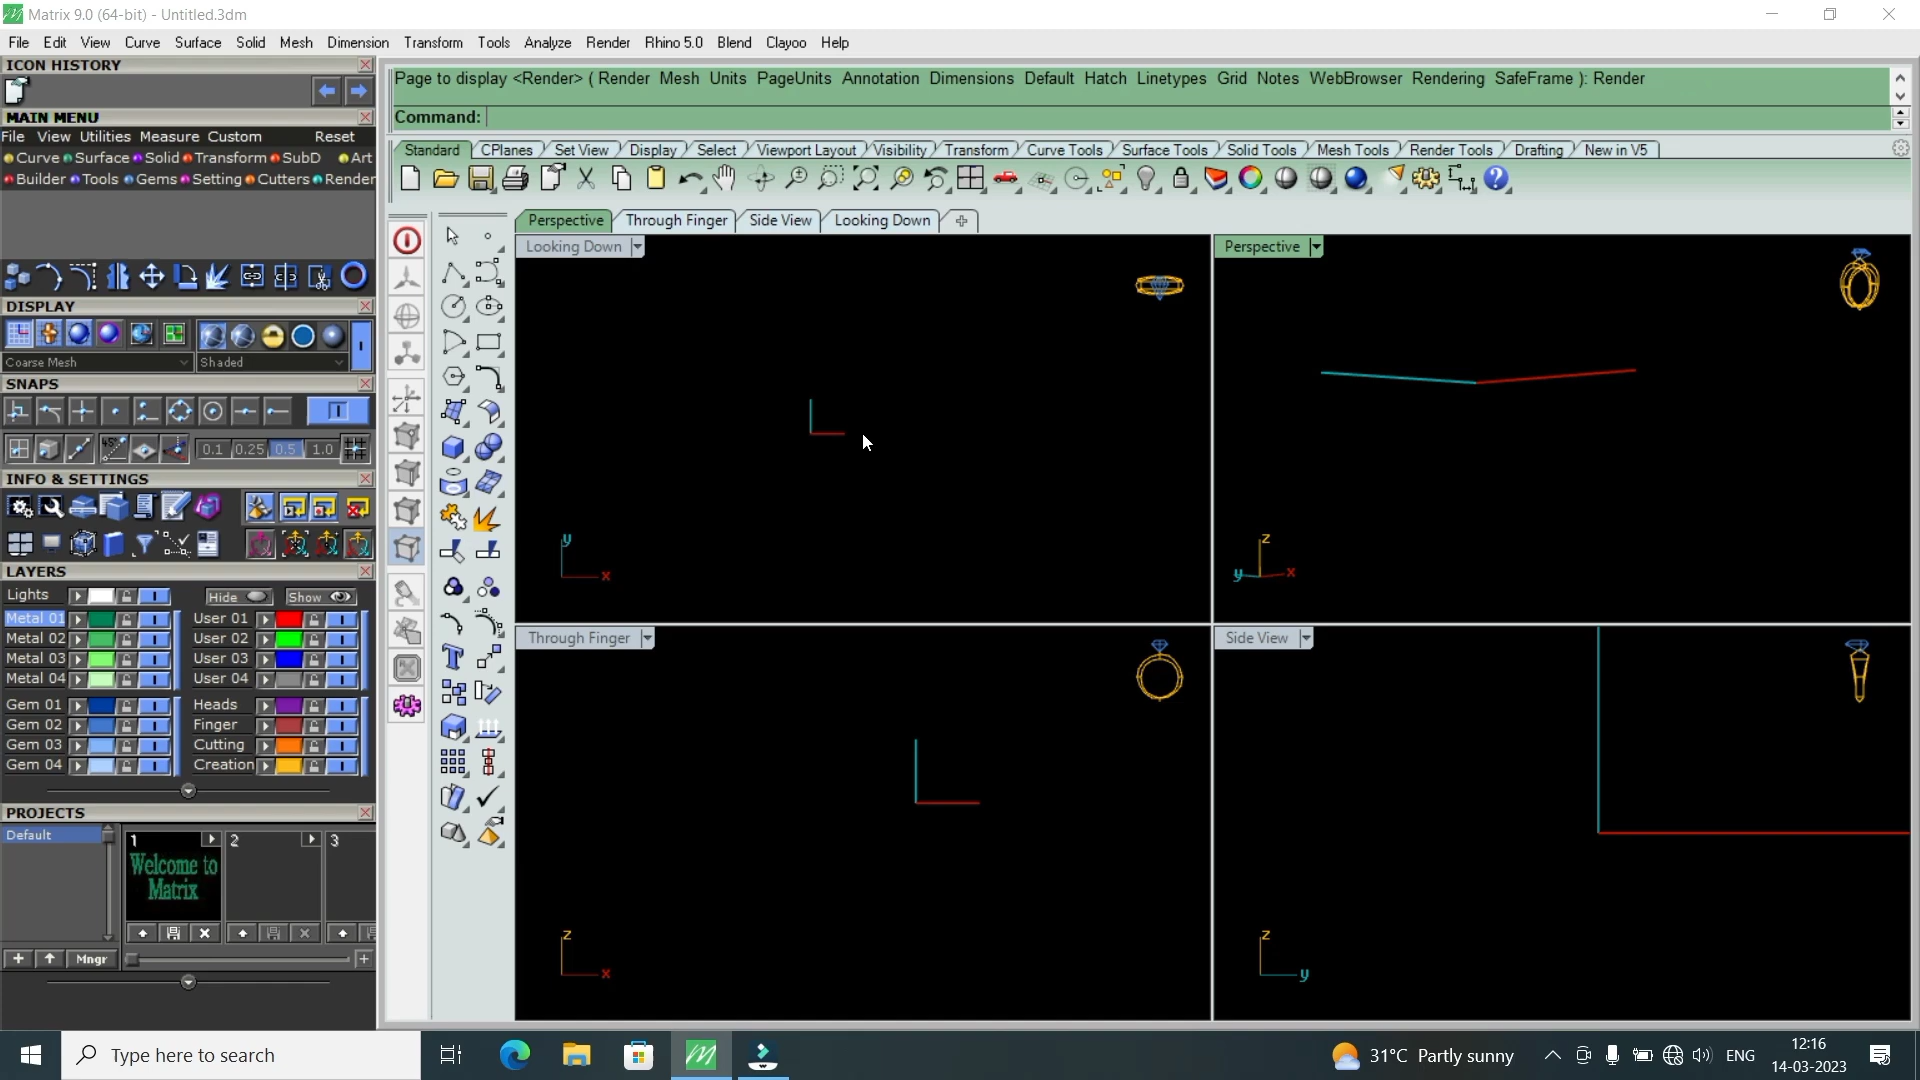 Matrix 9.0 (64-bit) - Untitled.3dm
File Edit View Curve Surface Solid Mesh Dimension Transform Tools Analyze Render Rhino 5.0 Blend Clayoo Help
ICON HISTORY
MAIN MENU
File View Utilities Measure Custom Reset
Curve Surface Solid Transform SubD Art
Builder Tools Gems Setting Cutters Render
DISPLAY
Coarse Mesh Shaded
SNAPS
0.1 0.25 0.5 1.0
INFO & SETTINGS
LAYERS
Lights Hide Show
Metal 01 User 01
Metal 02 User 02
Metal 03 User 03
Metal 04 User 04
Gem 01 Heads
Gem 02 Finger
Gem 03 Cutting
Gem 04 Creation
PROJECTS
Default
1 2 3
Welcome to
Matrix
Mngr
Page to display <Render> ( Render Mesh Units PageUnits Annotation Dimensions Default Hatch Linetypes Grid Notes WebBrowser Rendering SafeFrame ): Render
Command:
Standard CPlanes Set View Display Select Viewport Layout Visibility Transform Curve Tools Surface Tools Solid Tools Mesh Tools Render Tools Drafting New in V5
Perspective Through Finger Side View Looking Down
Looking Down
y
x
Perspective
z
y x
Through Finger
z
x
Side View
z
y
Type here to search
31°C Partly sunny
ENG
12:16
14-03-2023